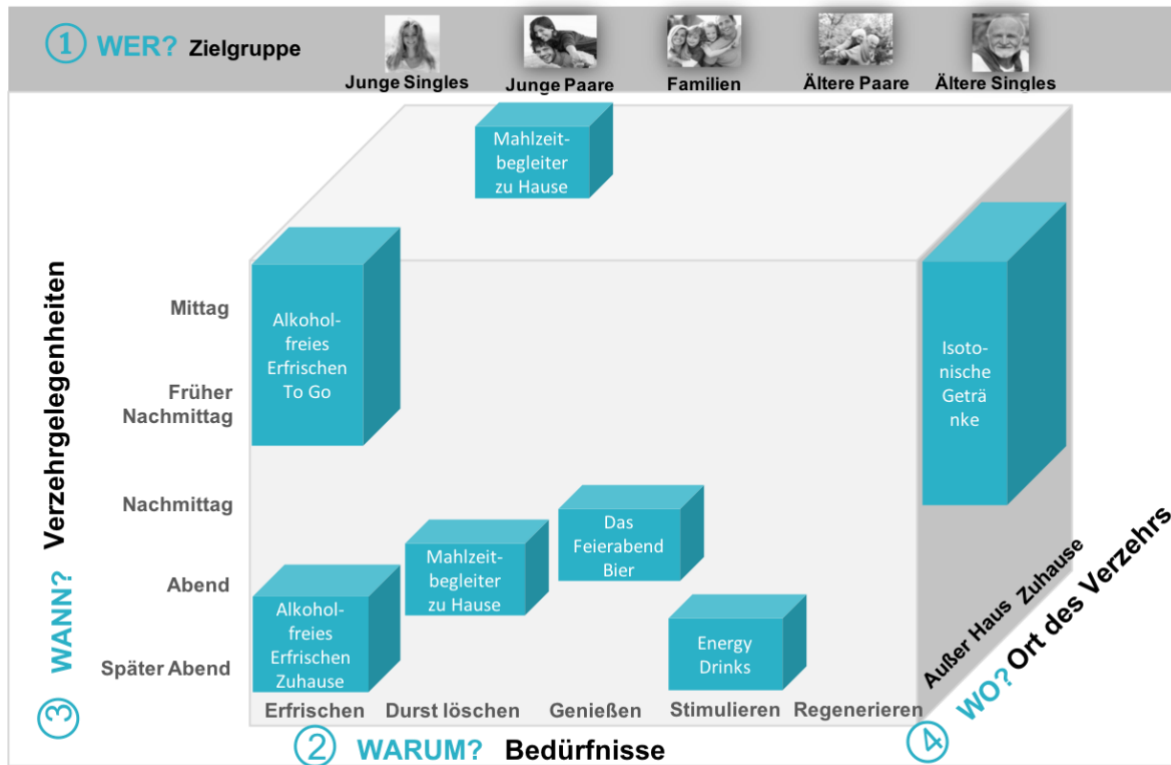 1 WER? Zielgruppe
Junge Singles
Junge Paare
Familien
Ältere Paare
Ältere Singles
Mahlzeit-
begleiter
zu Hause
3 WANN? Verzehrgelegenheiten
Mittag
Früher
Nachmittag
Nachmittag
Abend
Später Abend
Alkohol-
freies
Erfrischen
To Go
Isoto-
nische
Geträ
nke
Das
Feierabend
Bier
Mahlzeit-
begleiter
zu Hause
Alkohol-
freies
Erfrischen
Zuhause
Energy
Drinks
Erfrischen
Durst löschen
Genießen
Stimulieren
Regenerieren
2 WARUM? Bedürfnisse
Außer Haus Zuhause
4 WO? Ort des Verzehrs